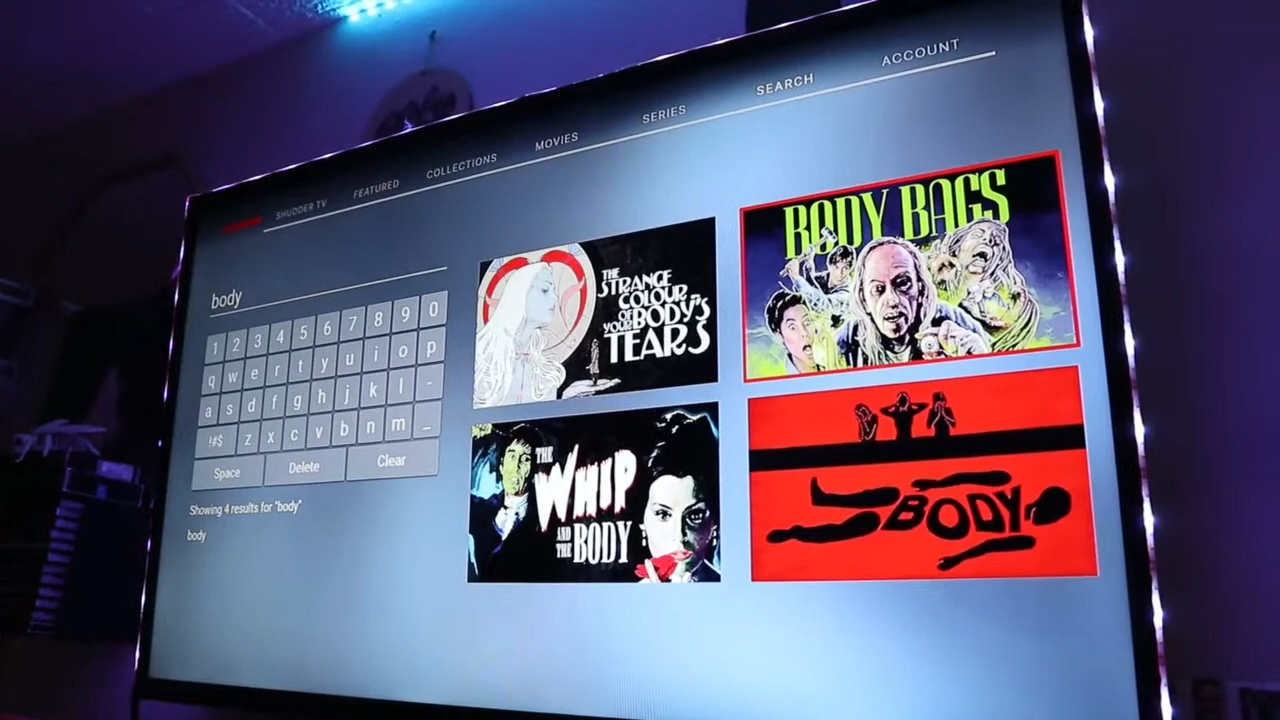 SHUDDER TV
FEATURED
COLLECTIONS
MOVIES
SERIES
SEARCH
ACCOUNT
body
1 2 3 4 5 6 7 8 9 0
q w e r t y u i o p
a s d f g h j k l -
!#$ z x c v b n m _
Space Delete Clear
Showing 4 results for "body"
body
THE
STRANGE
COLOUR
OF
YOUR BODY'S
TEARS
BODY BAGS
THE
WHIP
AND
THE BODY
BODY